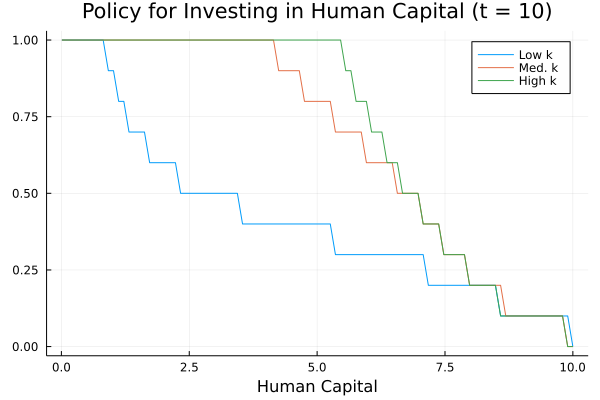 Policy for Investing in Human Capital (t = 10)
1.00
0.75
0.50
0.25
0.00
Low k
Med. k
High k
0.0 2.5 5.0 7.5 10.0
Human Capital